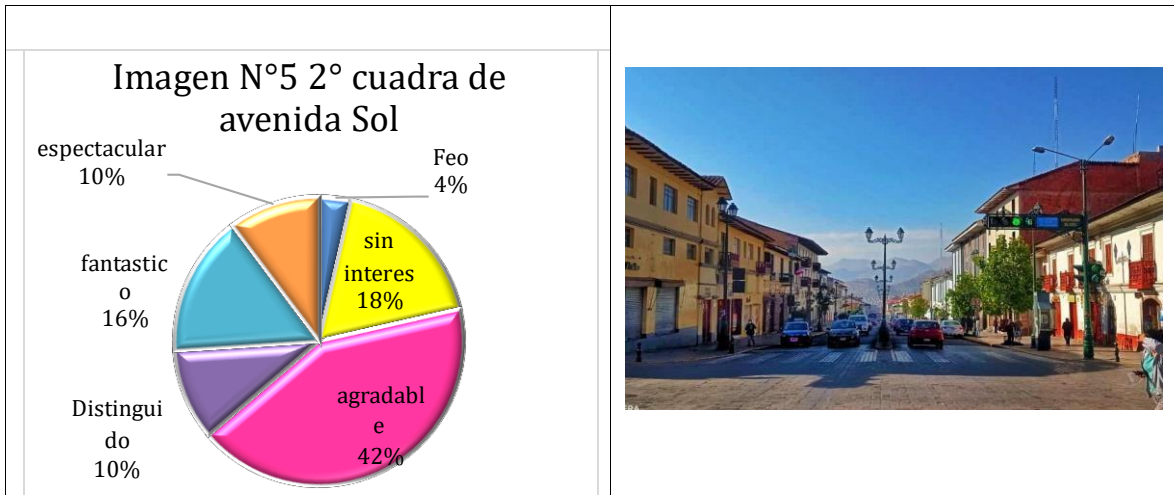 Imagen N°5 2° cuadra de
avenida Sol
espectacular
10%
Feo
4%
sin
interes
18%
fantastic
o
16%
agradabl
e
42%
Distingui
do
10%